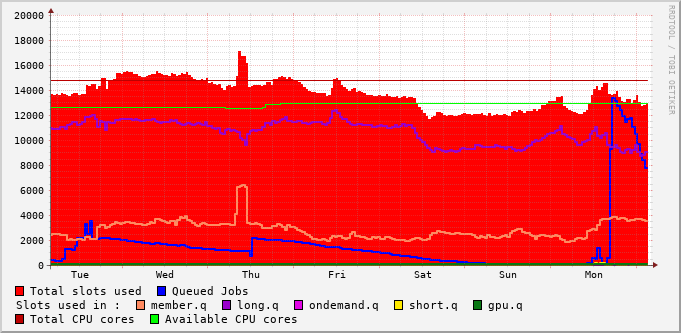 RRDTOOL / TOBI OETIKER
20000
18000
16000
14000
12000
10000
8000
6000
4000
2000
0
Tue Wed Thu Fri Sat Sun Mon
Total slots used Queued Jobs
Slots used in : member.q long.q ondemand.q short.q gpu.q
Total CPU cores Available CPU cores